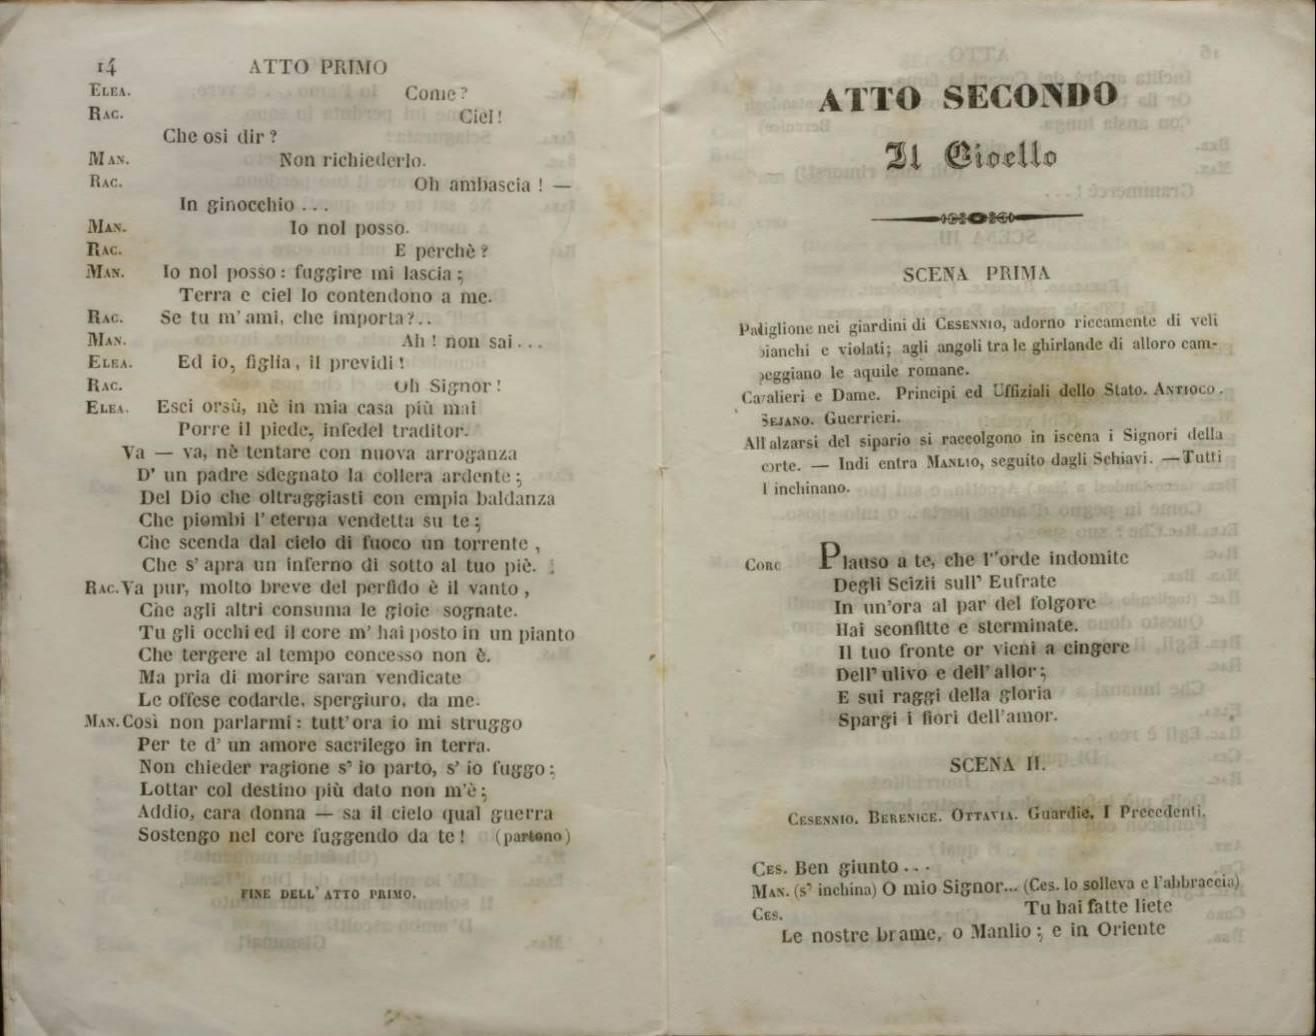 14 ATTO PRIMO
ELEA. Come?
RAC. Ciel!
Che osi dir?
MAN. Non richiederlo.
RAC. Oh ambascia! —
In ginocchio ...
MAN. Io nol posso.
RAC. E perchè?
MAN. Io nol posso: fuggire mi lascia;
Terra e ciel lo contendono a me.
RAC. Se tu m'ami, che importa?..
MAN. Ah! non sai...
ELEA. Ed io, figlia, il previdi!
RAC. Oh Signor!
ELEA. Esci orsù, nè in mia casa più mai
Porre il piede, infedel traditor.
Va — va, nè tentare con nuova arroganza
D' un padre sdegnato la collera ardente;
Del Dio che oltraggiasti con empia baldanza
Che piombi l'eterna vendetta su te;
Che scenda dal cielo di fuoco un torrente,
Che s'apra un inferno di sotto al tuo piè.
RAC. Va pur, molto breve del perfido è il vanto,
Che agli altri consuma le gioie sognate.
Tu gli occhi ed il core m' hai posto in un pianto
Che tergere al tempo concesso non è.
Ma pria di morire saran vendicate
Le offese codarde, spergiuro, da me.
MAN. Così non parlarmi: tutt'ora io mi struggo
Per te d' un amore sacrilego in terra.
Non chieder ragione s' io parto, s' io fuggo;
Lottar col destino più dato non m'è;
Addio, cara donna — sa il cielo qual guerra
Sostengo nel core fuggendo da te! (partono)
FINE DELL' ATTO PRIMO.
ATTO SECONDO
Il Gioello
SCENA PRIMA
Padiglione nei giardini di CESENNIO, adorno riccamente di veli
bianchi e violati; agli angoli tra le ghirlande di alloro cam-
peggiano le aquile romane.
Cavalieri e Dame. Principi ed Uffiziali dello Stato. ANTIOCO.
SEJANO. Guerrieri.
All'alzarsi del sipario si raccolgono in iscena i Signori della
corte. — Indi entra MANLIO, seguito dagli Schiavi. — Tutti
l inchinano.
CORO Plauso a te, che l'orde indomite
Degli Scizii sull' Eufrate
In un'ora al par del folgore
Hai sconfitte e sterminate.
Il tuo fronte or vieni a cingere
Dell' ulivo e dell' allor;
E sui raggi della gloria
Spargi i fiori dell'amor.
SCENA II.
CESENNIO. BERENICE. OTTAVIA. Guardie, I Precedenti.
CES. Ben giunto ...
MAN. (s' inchina) O mio Signor... (Ces. lo solleva e l'abbraccia)
CES. Tu hai fatte liete
Le nostre brame, o Manlio; e in Oriente